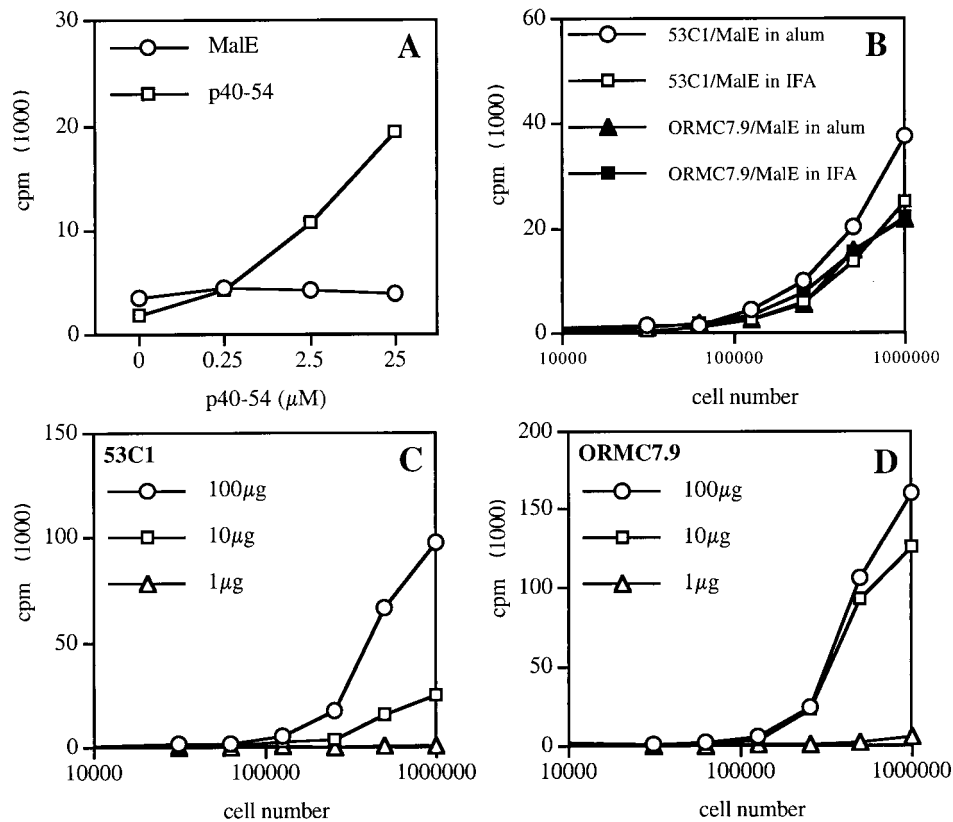 A
MalE
p40-54
cpm (1000)
30
20
10
0
0 0.25 2.5 25
p40-54 (µM)
B
53C1/MalE in alum
53C1/MalE in IFA
ORMC7.9/MalE in alum
ORMC7.9/MalE in IFA
cpm (1000)
60
40
20
0
10000 100000 1000000
cell number
53C1
C
100µg
10µg
1µg
cpm (1000)
150
100
50
0
10000 100000 1000000
cell number
ORMC7.9
D
100µg
10µg
1µg
cpm (1000)
200
150
100
50
0
10000 100000 1000000
cell number